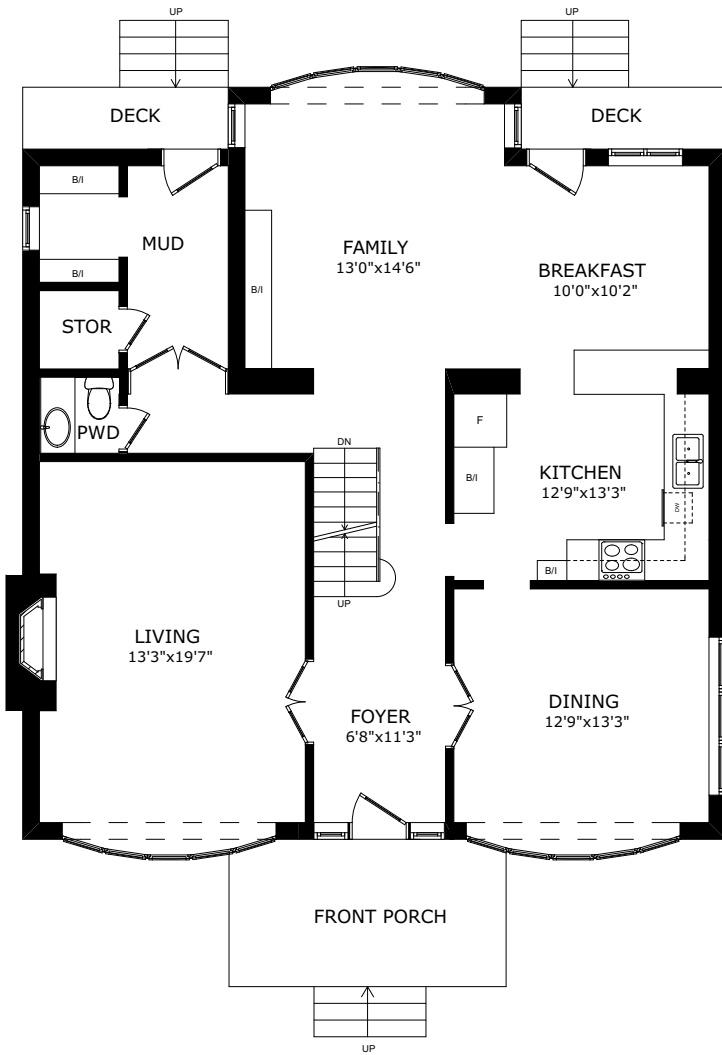 UP
UP
DECK
DECK
B/I
MUD
FAMILY
13'0"x14'6"
BREAKFAST
10'0"x10'2"
B/I
B/I
STOR
PWD
F
DN
KITCHEN
12'9"x13'3"
B/I
DW
B/I
UP
LIVING
13'3"x19'7"
FOYER
6'8"x11'3"
DINING
12'9"x13'3"
FRONT PORCH
UP